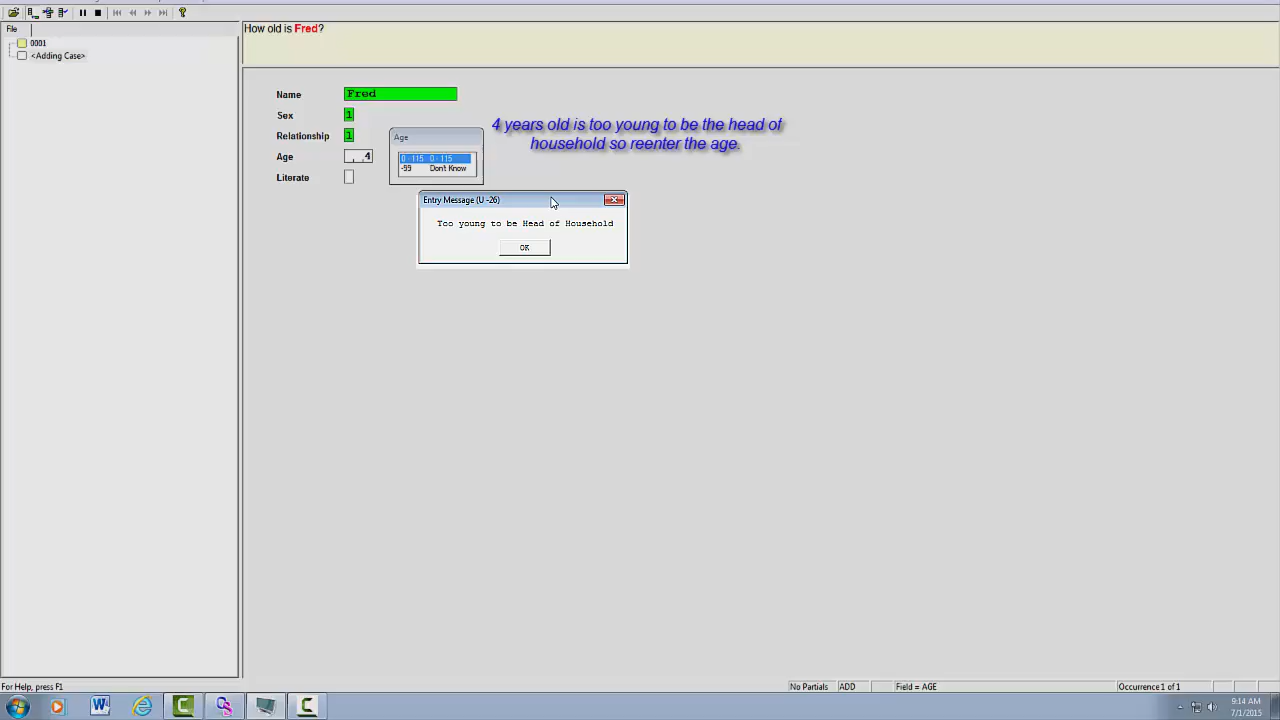 File
How old is Fred?
0001
<Adding Case>
Name Fred
Sex 1
Relationship 1
Age 4
Literate
Age
0 - 115 0 - 115
-99 Don't Know
4 years old is too young to be the head of
household so reenter the age.
Entry Message (U -26)
Too young to be Head of Household
OK
For Help, press F1
No Partials
ADD
Field = AGE
Occurrence 1 of 1
9:14 AM
7/1/2015